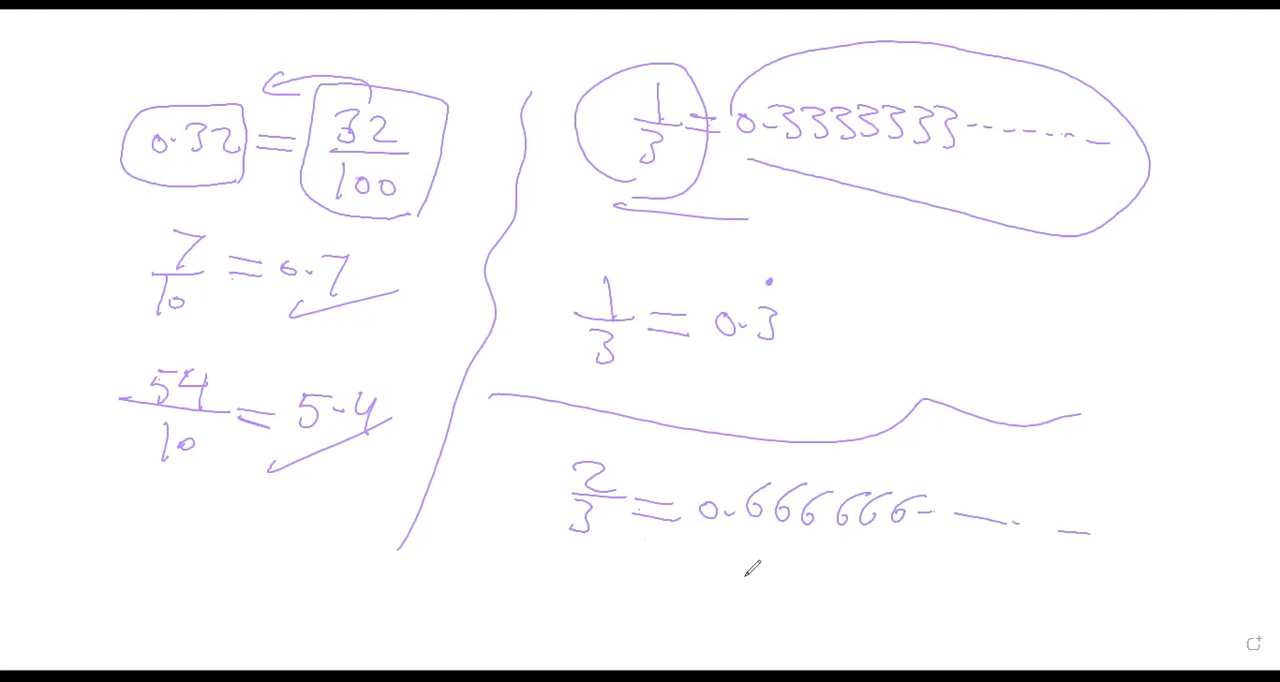 0.32 = 32/100
7/10 = 0.7
54/10 = 5.4
1/3 = 0.3333333-------
1/3 = 0.3̇
2/3 = 0.666666-----